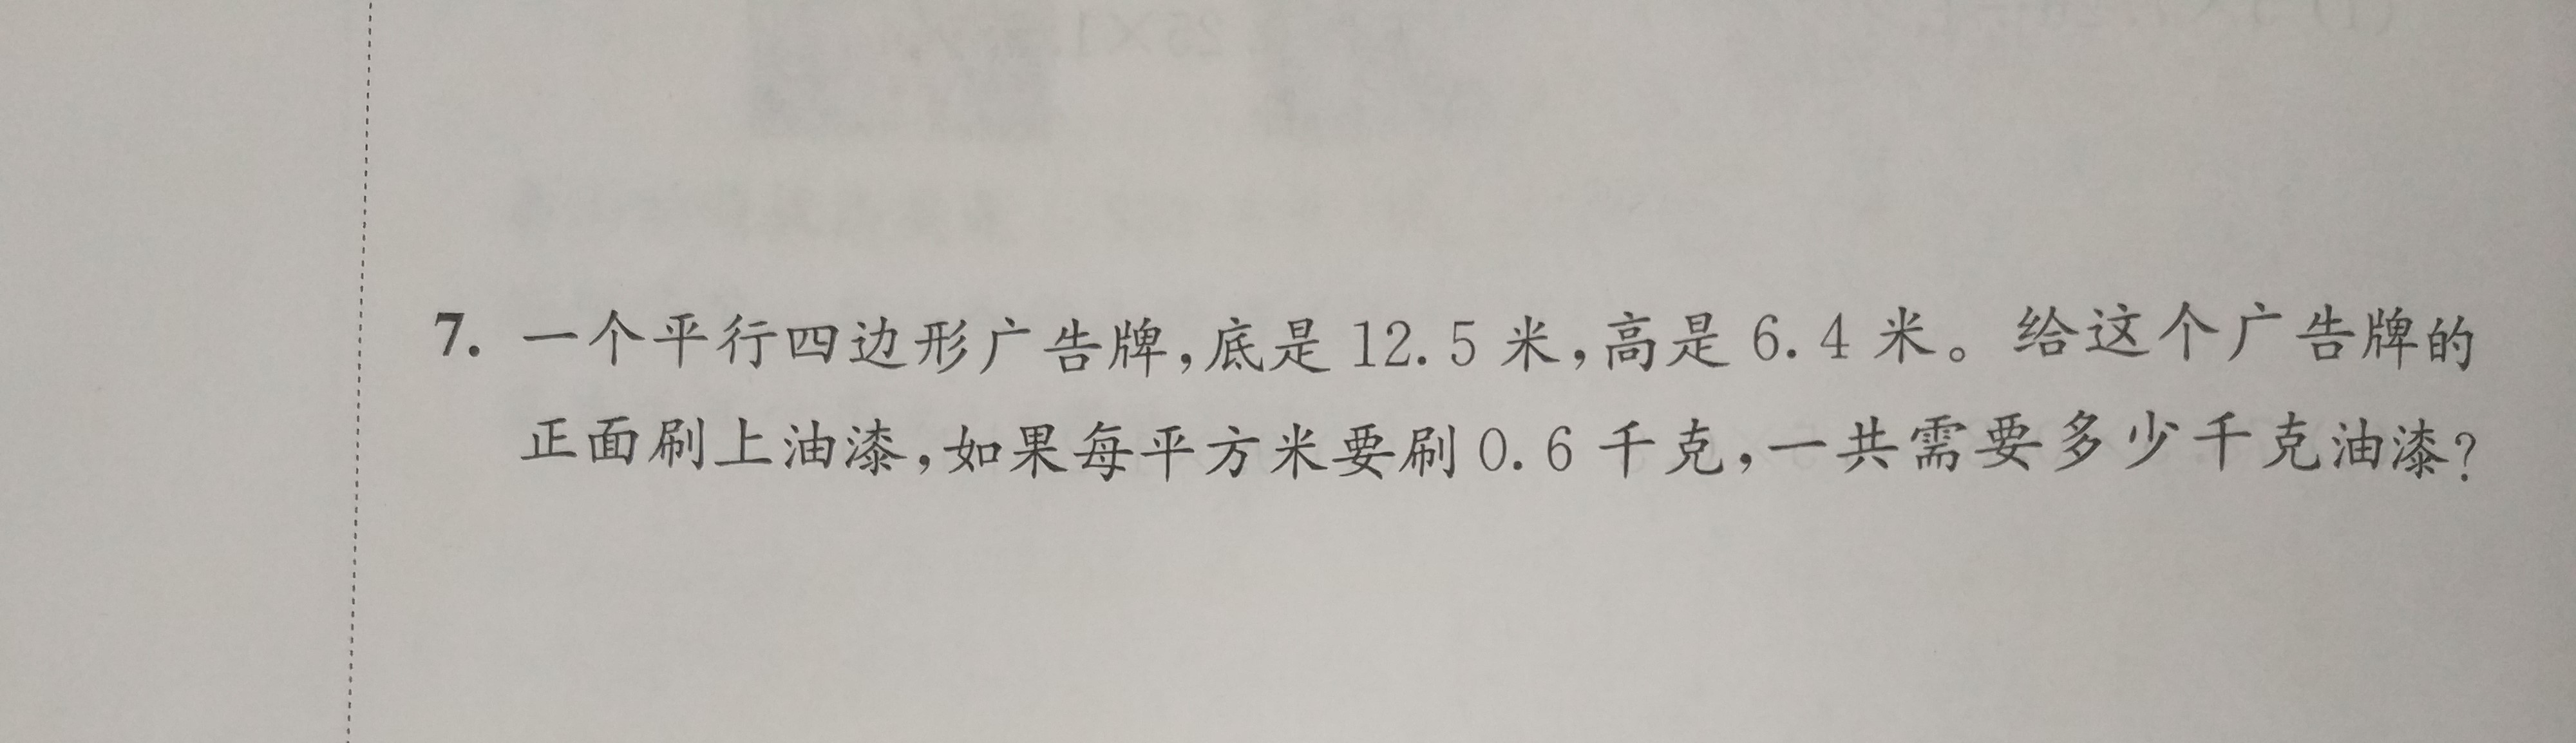 7. 一个平行四边形广告牌,底是 12.5 米,高是 6.4 米。给这个广告牌的
正面刷上油漆,如果每平方米要刷 0.6 千克,一共需要多少千克油漆?